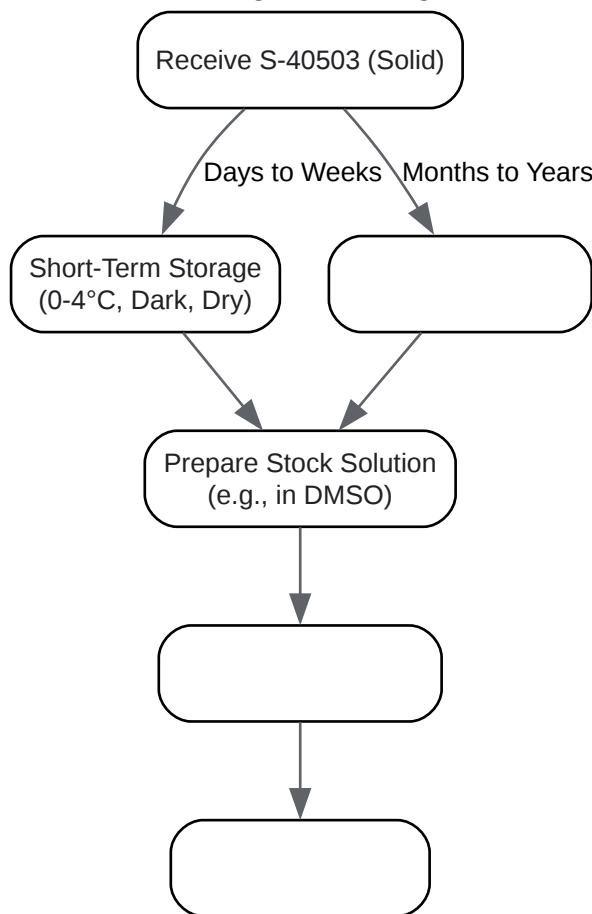 Receive S-40503 (Solid)
Days to Weeks
Months to Years
Short-Term Storage
(0-4°C, Dark, Dry)
Prepare Stock Solution
(e.g., in DMSO)